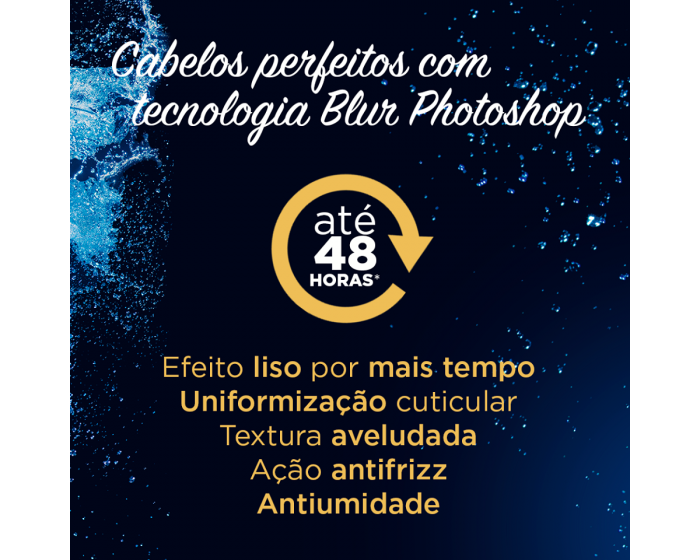 Cabelos perfeitos com
tecnologia Blur Photoshop
até
48
HORAS*
Efeito liso por mais tempo
Uniformização cuticular
Textura aveludada
Ação antifrizz
Antiumidade